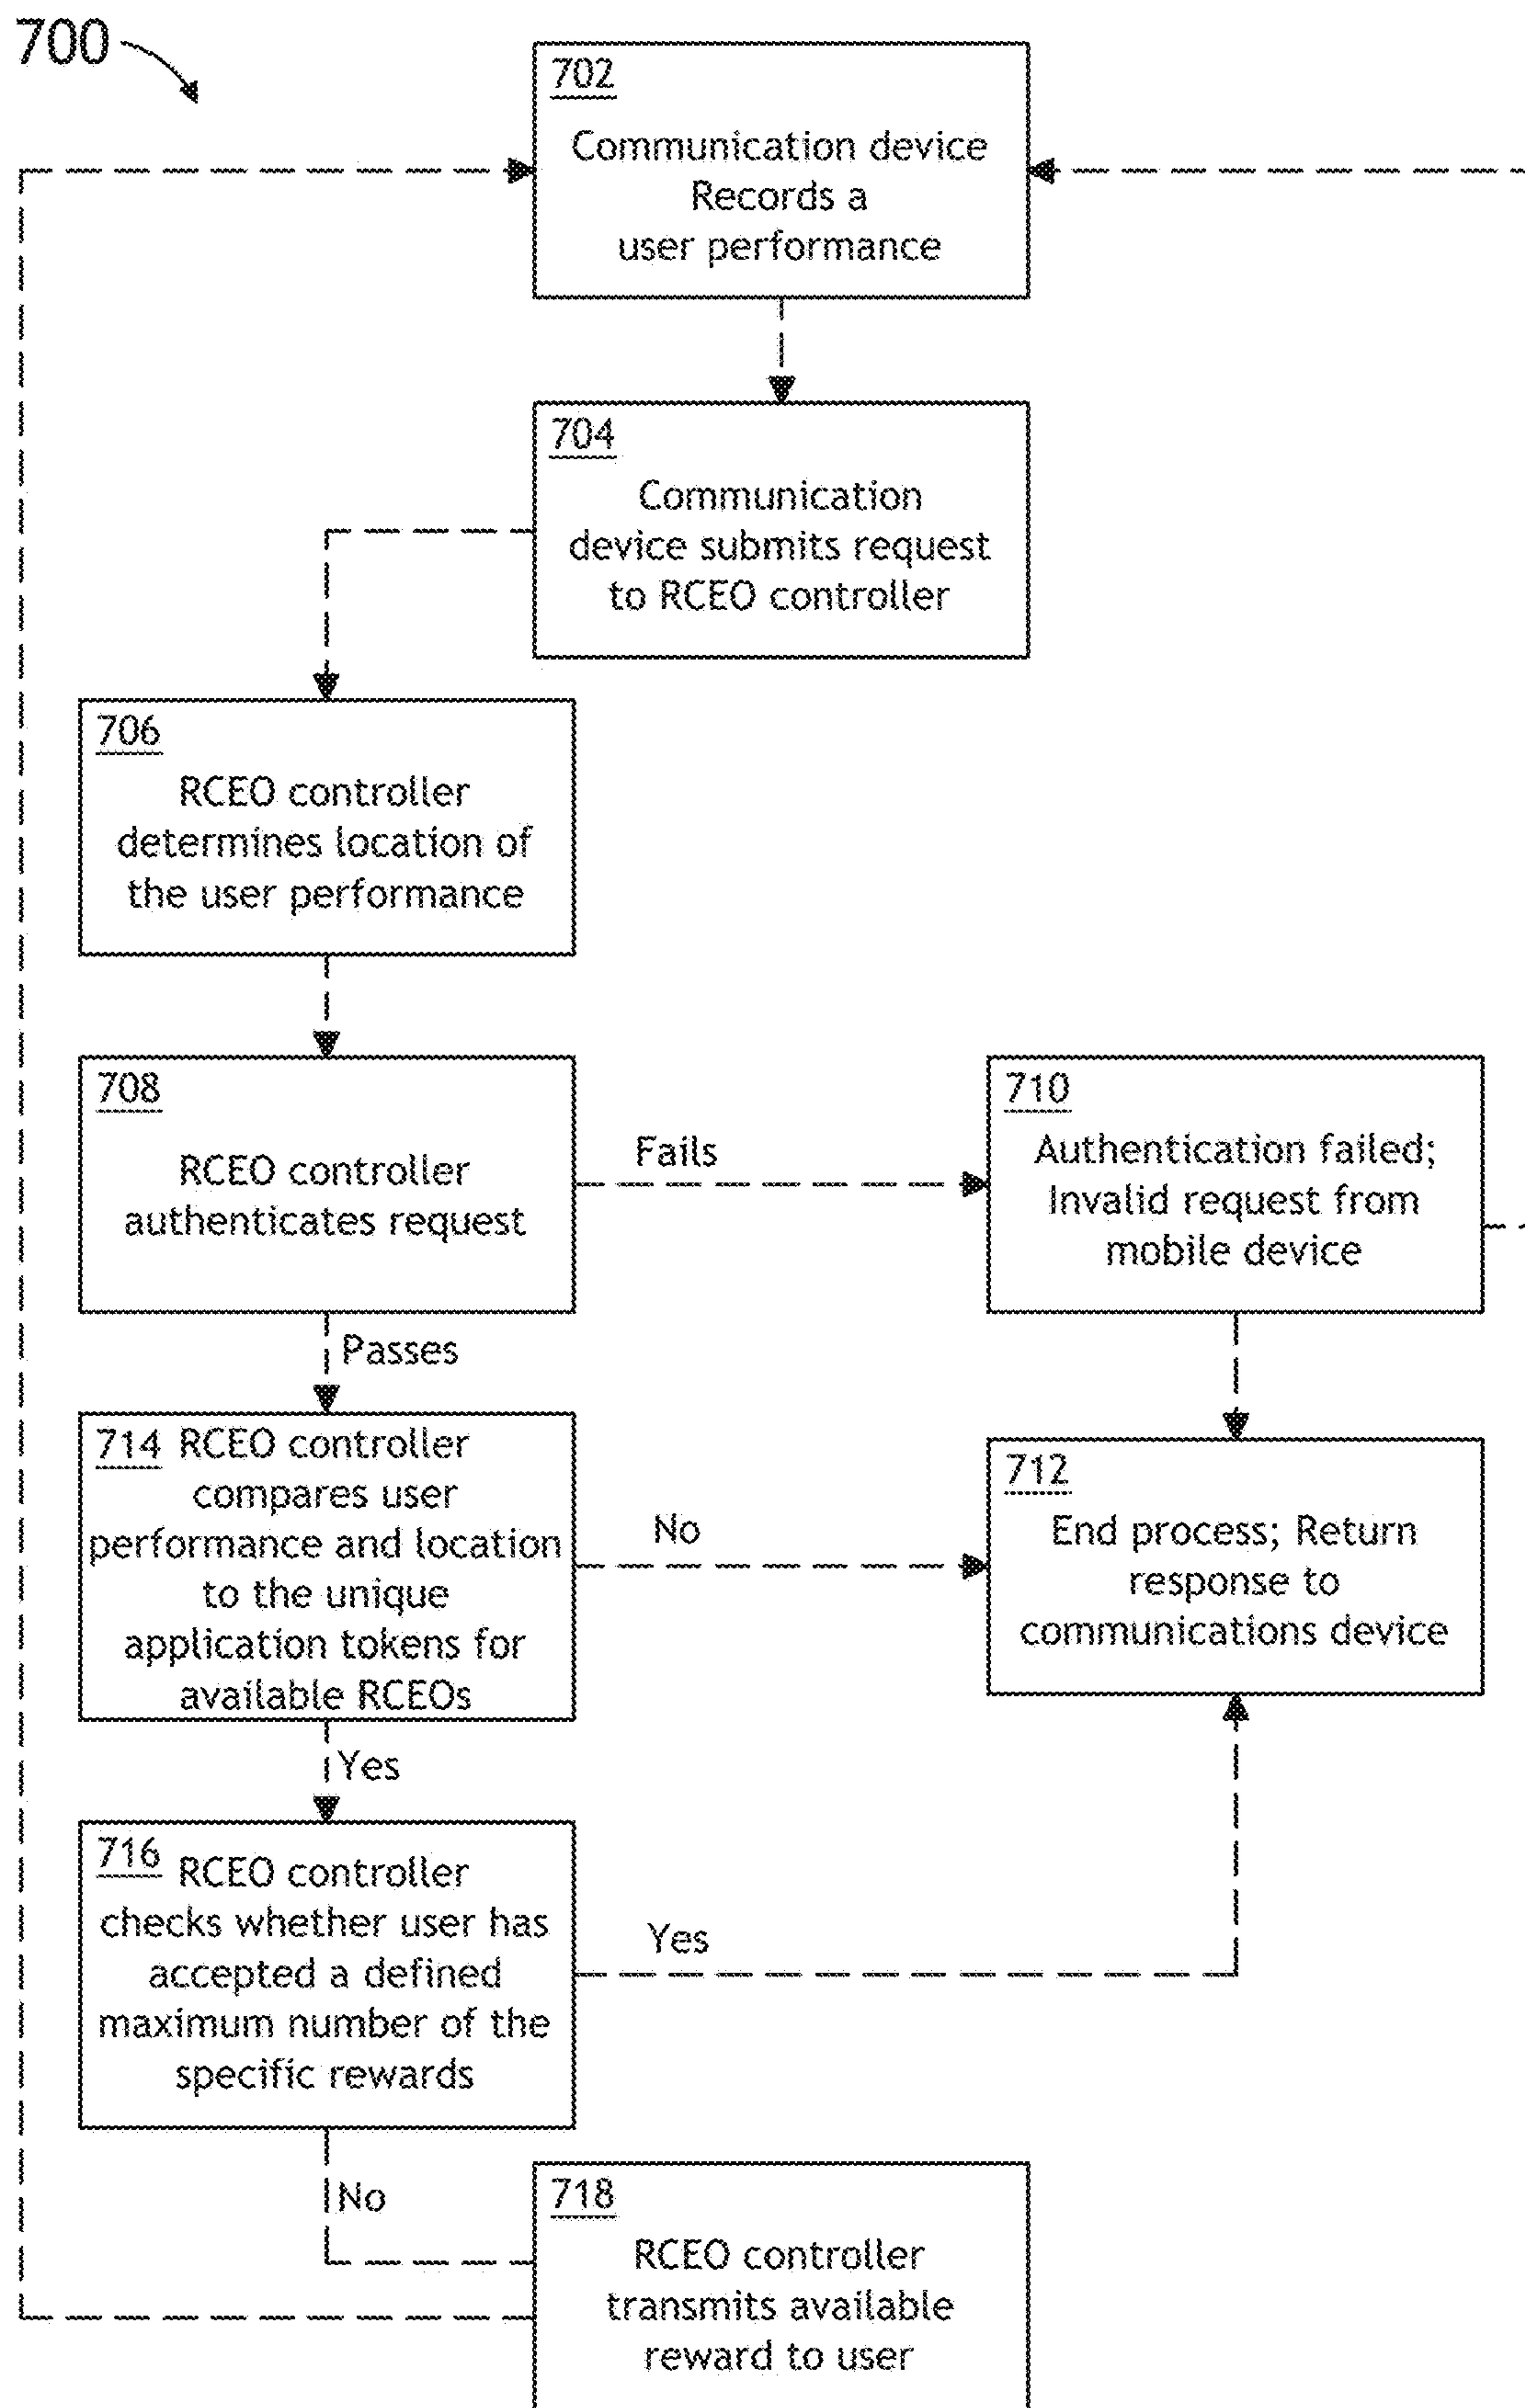 700
702
Communication device
Records a
user performance
704
Communication
device submits request
to RCEO controller
706
RCEO controller
determines location of
the user performance
708
RCEO controller
authenticates request
Fails
710
Authentication failed;
Invalid request from
mobile device
Passes
714 RCEO controller
compares user
performance and location
to the unique
application tokens for
available RCEOs
No
712
End process; Return
response to
communications device
Yes
716 RCEO controller
checks whether user has
accepted a defined
maximum number of the
specific rewards
Yes
No
718
RCEO controller
transmits available
reward to user